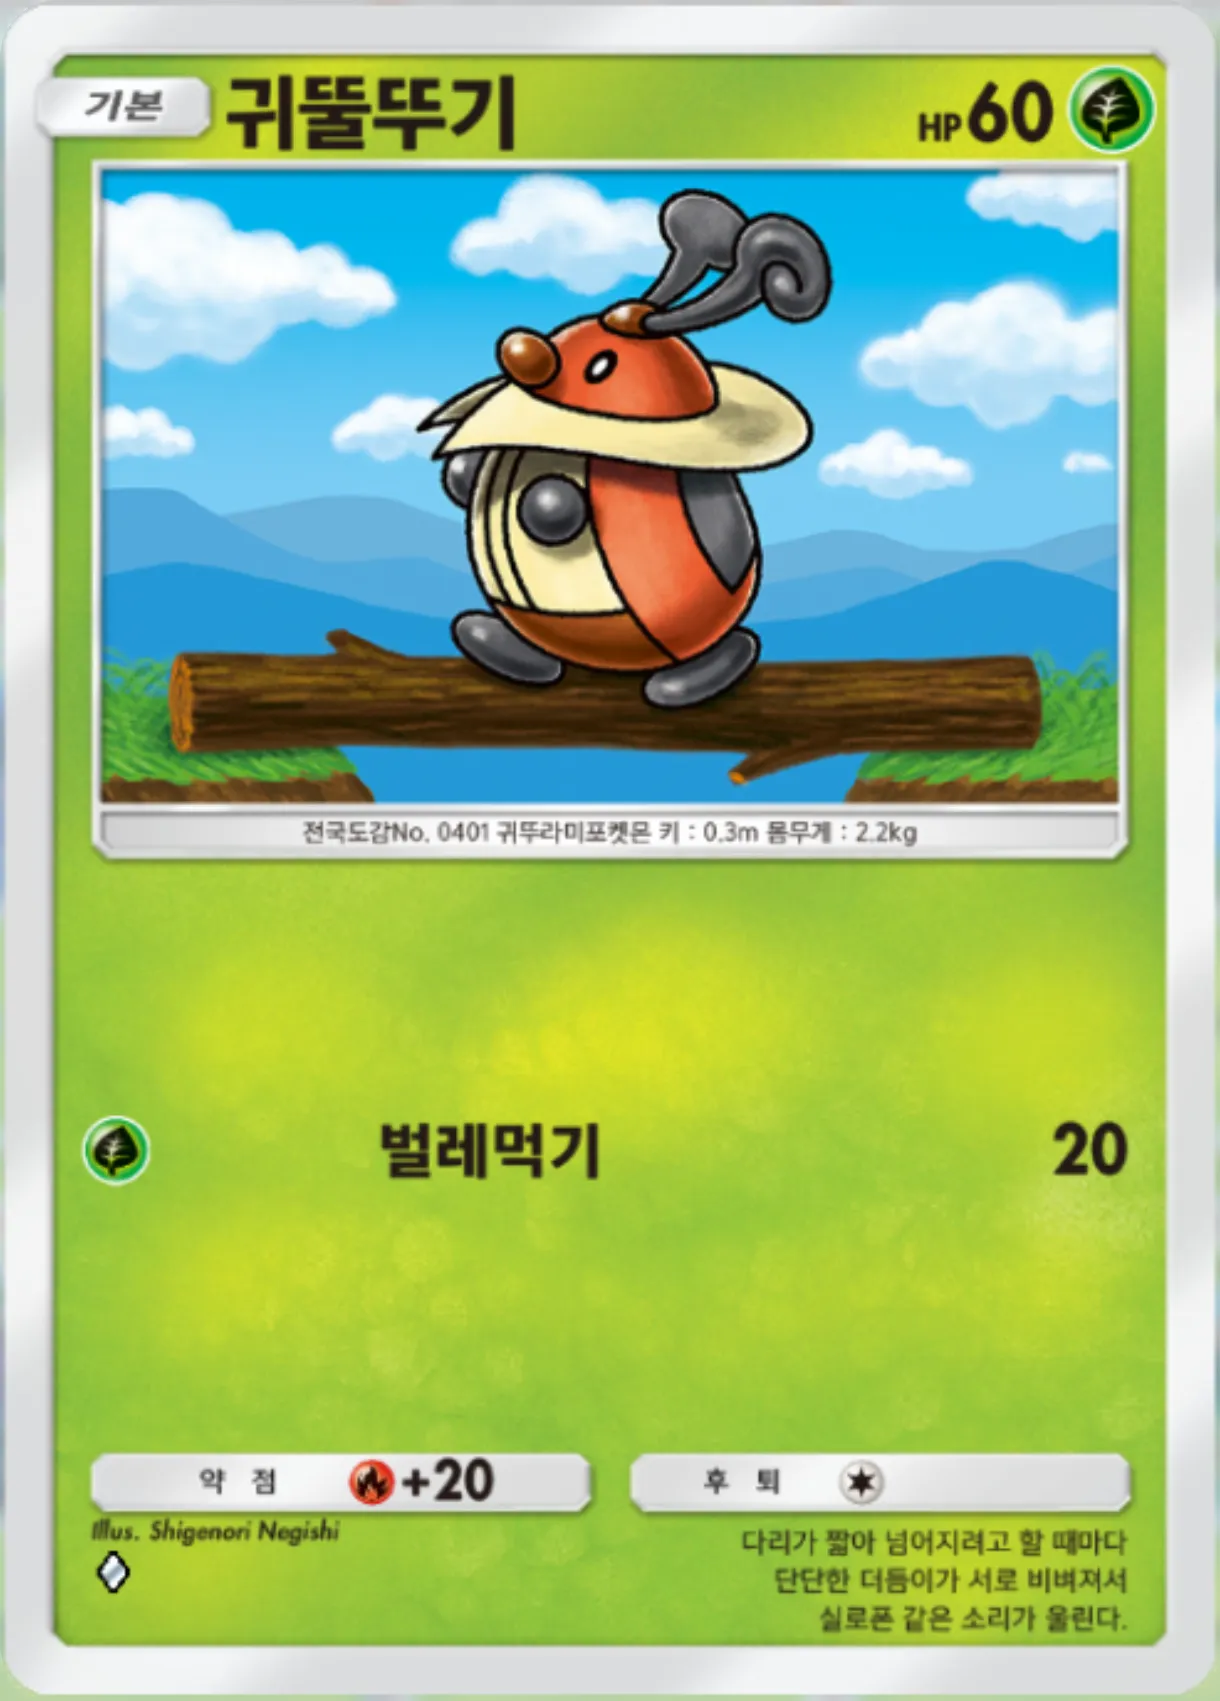 기본 귀뚤뚜기 HP 60
전국도감No. 0401 귀뚜라미포켓몬 키 : 0.3m 몸무게 : 2.2kg
벌레먹기 20
약 점 +20 후 퇴
Illus. Shigenori Negishi
다리가 짧아 넘어지려고 할 때마다
단단한 더듬이가 서로 비벼져서
실로폰 같은 소리가 울린다.